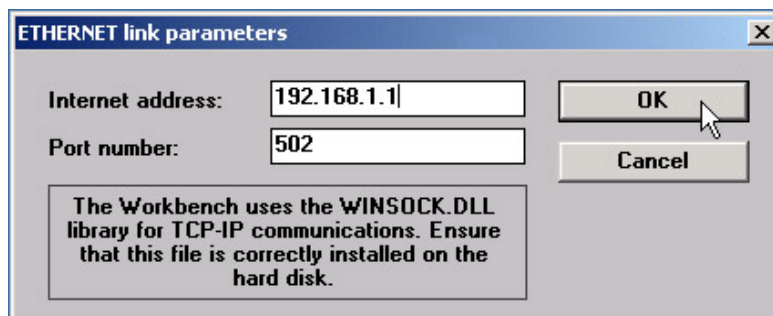 ETHERNET link parameters
Internet address: 192.168.1.1 OK
Port number: 502
Cancel
The Workbench uses the WINSOCK.DLL
library for TCP-IP communications. Ensure
that this file is correctly installed on the
hard disk.